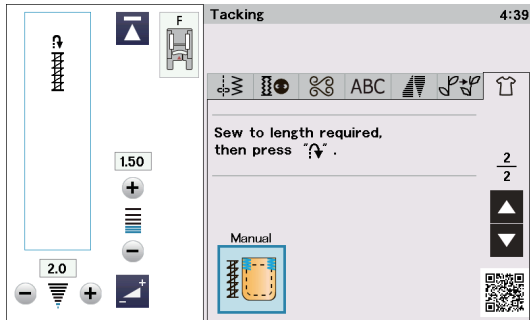 F
Tacking 4:39
ABC
Sew to length required,
then press " ".
1.50
2
2
Manual
2.0